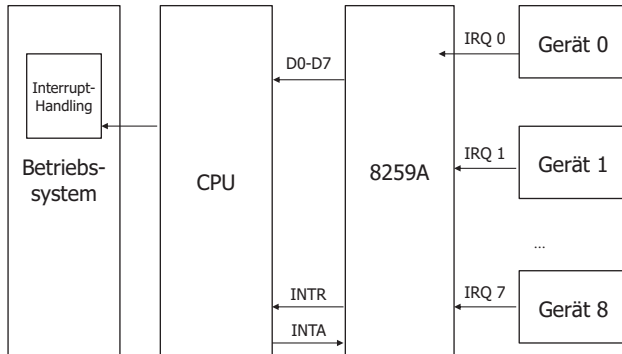 Interrupt-
Handling
Betriebs-
system
CPU
D0-D7
INTR
INTA
8259A
IRQ 0
Gerät 0
IRQ 1
Gerät 1
...
IRQ 7
Gerät 8